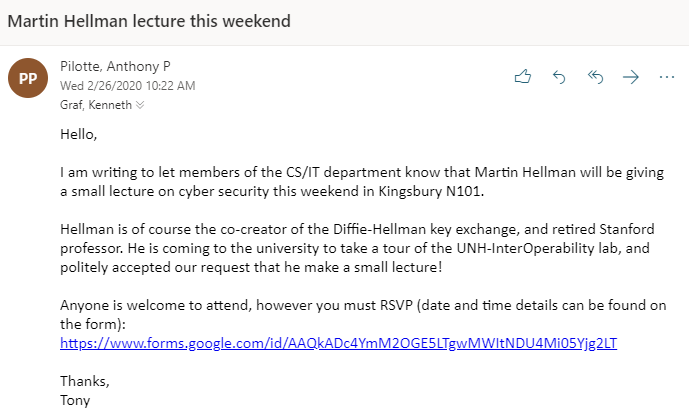 Martin Hellman lecture this weekend
PP
Pilotte, Anthony P
Wed 2/26/2020 10:22 AM
Graf, Kenneth
Hello,
I am writing to let members of the CS/IT department know that Martin Hellman will be giving
a small lecture on cyber security this weekend in Kingsbury N101.
Hellman is of course the co-creator of the Diffie-Hellman key exchange, and retired Stanford
professor. He is coming to the university to take a tour of the UNH-InterOperability lab, and
politely accepted our request that he make a small lecture!
Anyone is welcome to attend, however you must RSVP (date and time details can be found on
the form):
https://www.forms.google.com/id/AAQkADc4YmM2OGE5LTgwMWItNDU4Mi05Yjg2LT
Thanks,
Tony